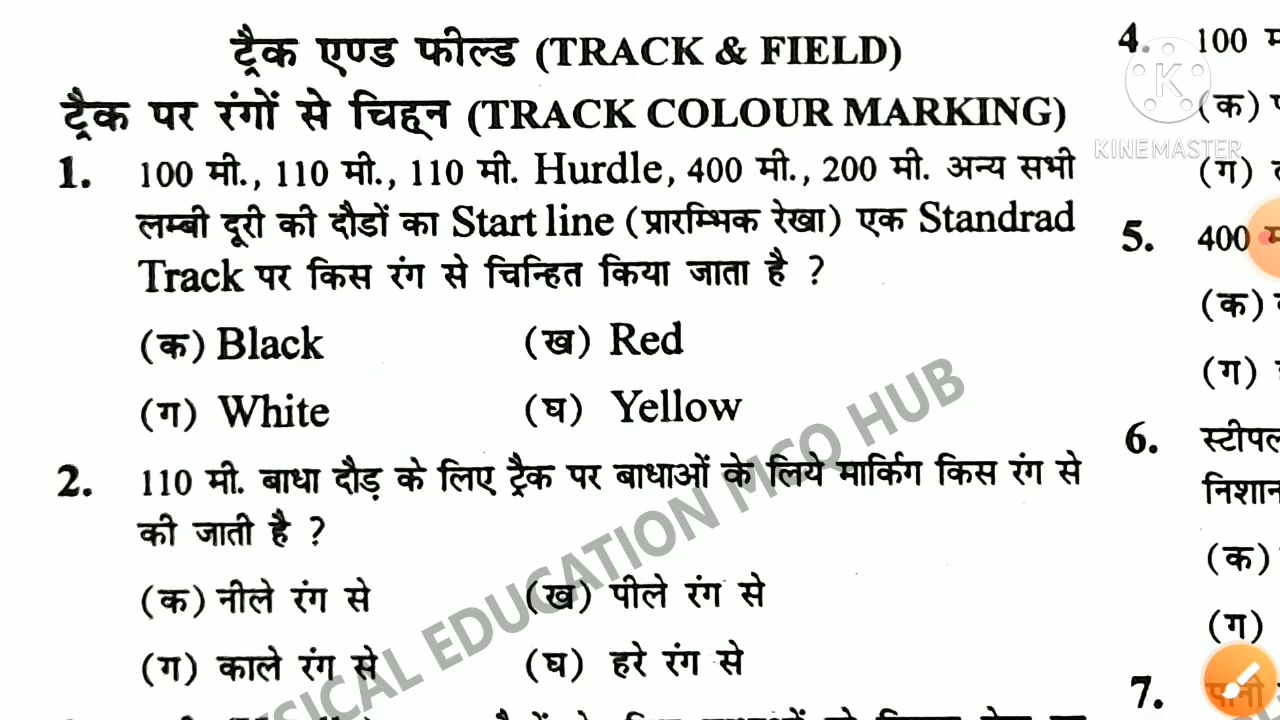 ट्रैक एण्ड फील्ड (TRACK & FIELD)
ट्रैक पर रंगों से चिह्न (TRACK COLOUR MARKING)
1. 100 मी., 110 मी., 110 मी. Hurdle, 400 मी., 200 मी. अन्य सभी
लम्बी दूरी की दौडों का Start line (प्रारम्भिक रेखा) एक Standrad
Track पर किस रंग से चिन्हित किया जाता है ?
(क) Black (ख) Red
(ग) White (घ) Yellow
2. 110 मी. बाधा दौड़ के लिए ट्रैक पर बाधाओं के लिये मार्किग किस रंग से
की जाती है ?
(क) नीले रंग से (ख) पीले रंग से
(ग) काले रंग से (घ) हरे रंग से
4. 100
(क)
(ग)
5. 400
(क)
(ग)
6. स्टीपल
निशान
(क)
(ग)
7.
EDUCATION MCQ HUB
K
KINEMASTER